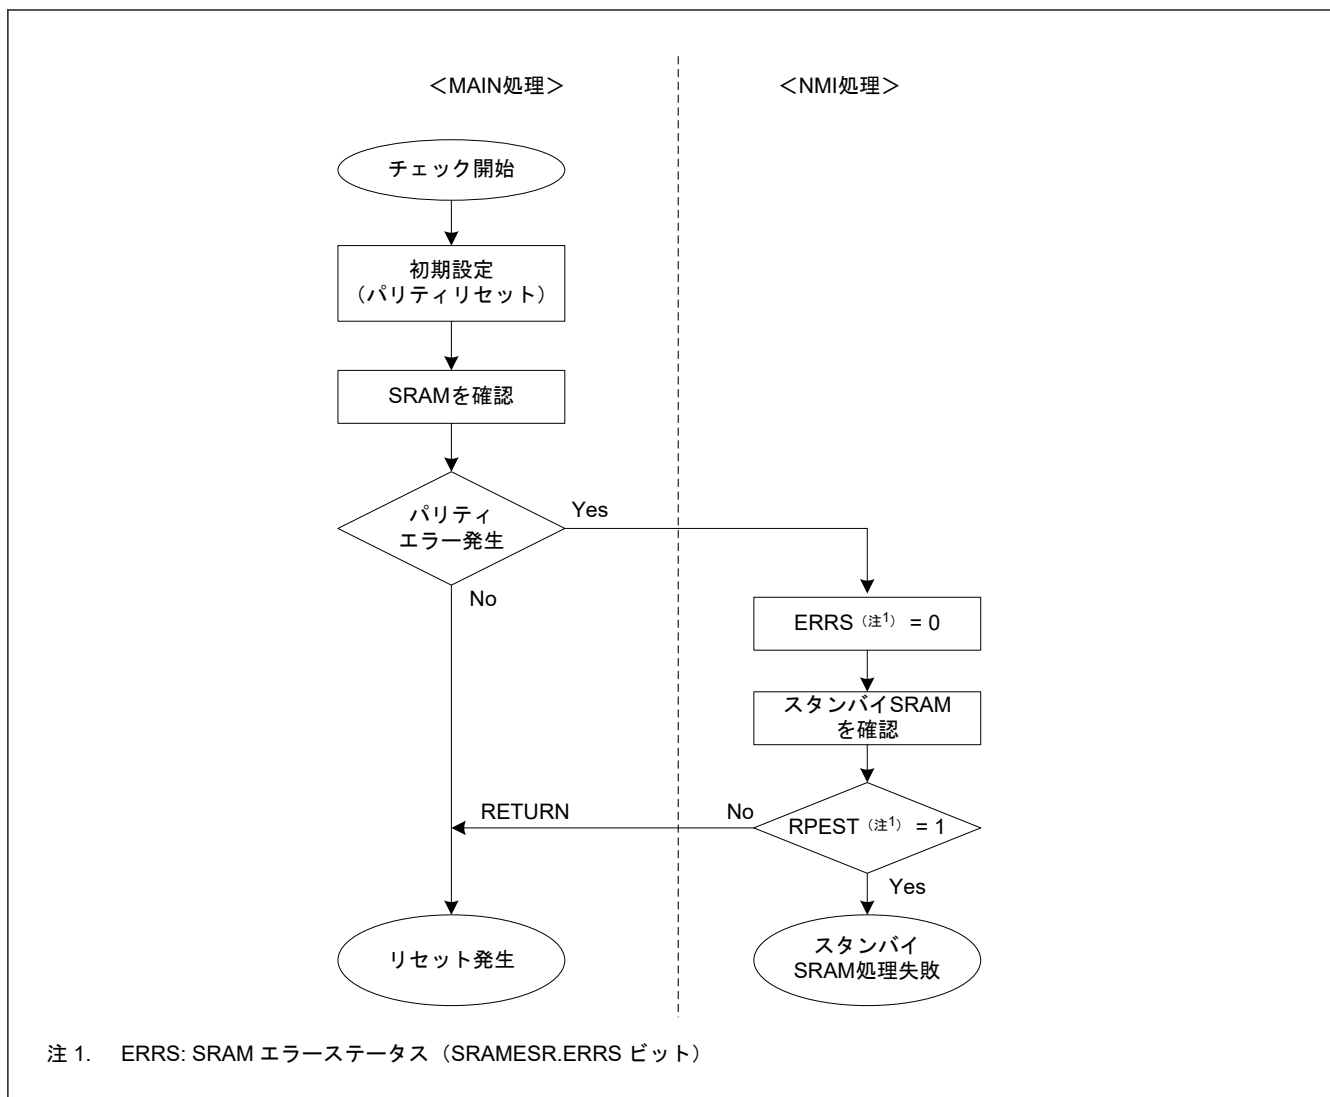 ＜MAIN処理＞
＜NMI処理＞
チェック開始
初期設定
（パリティリセット）
SRAMを確認
パリティ
エラー発生
Yes
No
ERRS（注1） = 0
スタンバイSRAM
を確認
RPEST（注1） = 1
No
RETURN
Yes
リセット発生
スタンバイ
SRAM処理失敗
注 1. ERRS: SRAM エラーステータス（SRAMESR.ERRS ビット）